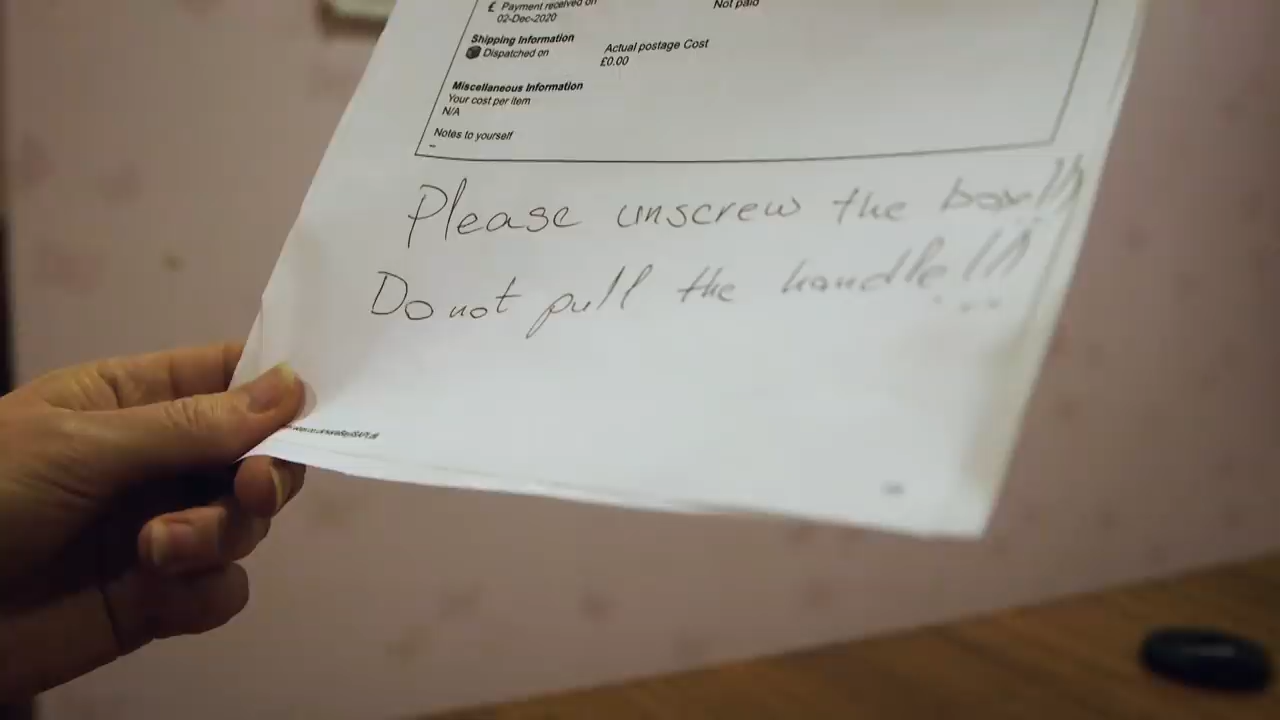 £ Payment received on
02-Dec-2020
Not paid
Shipping Information
Dispatched on
Actual postage Cost
£0.00
Miscellaneous Information
Your cost per item
N/A
Notes to yourself
–
Please unscrew the box!!!
Do not pull the handle!!!